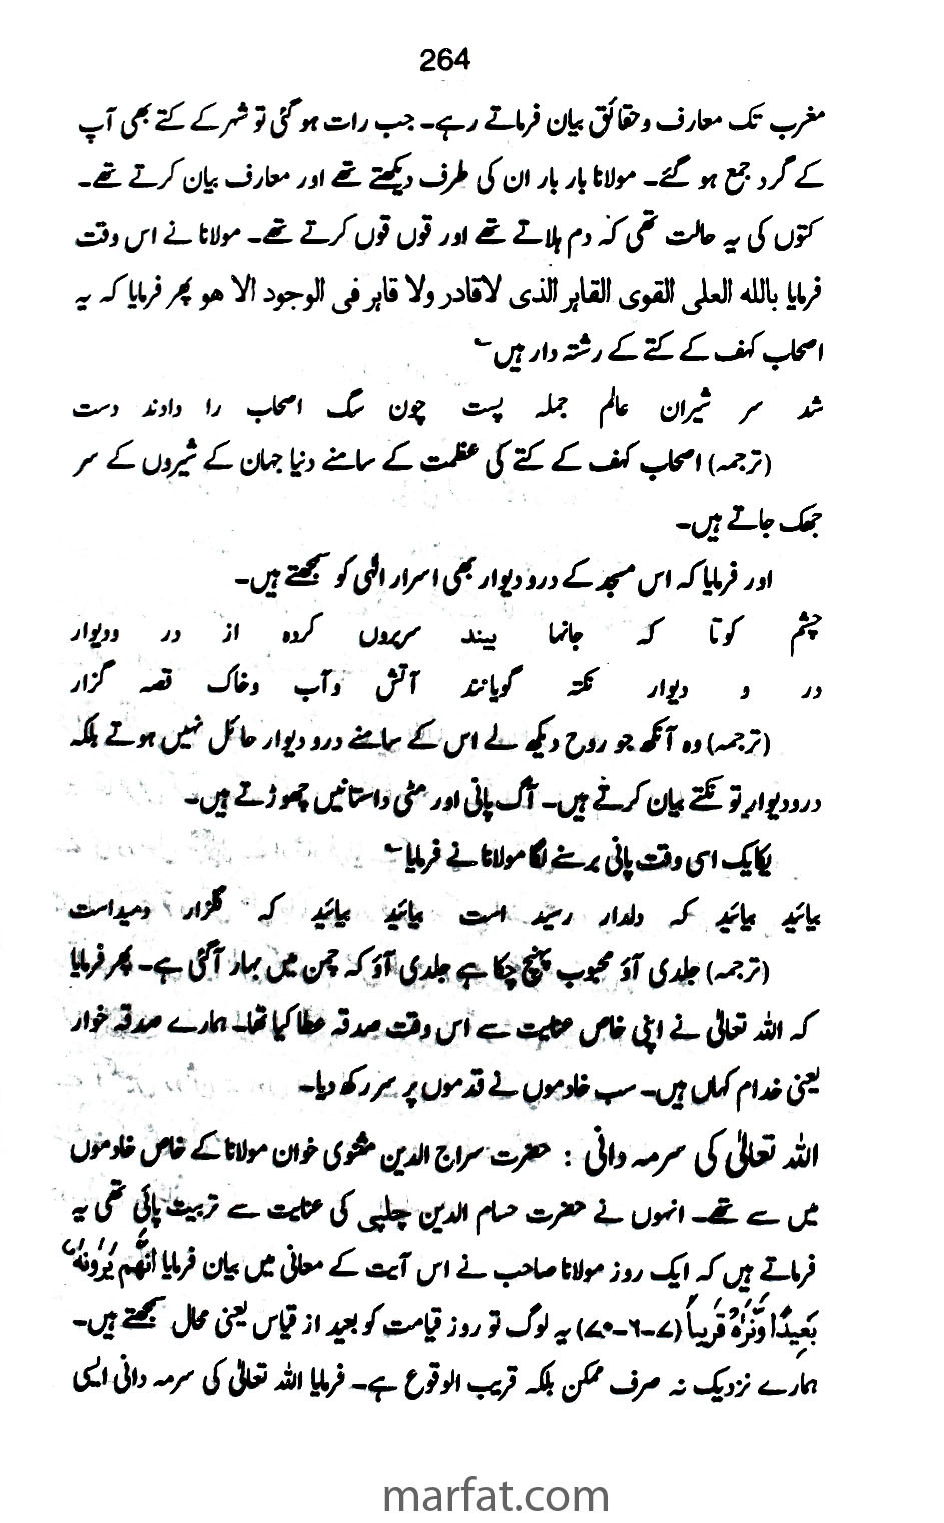 264
مغرب تک معارف و حقائق بیان فرماتے رہے۔ جب رات ہو گئی تو شہر کے کتے بھی آپ
کے گرد جمع ہو گئے۔ مولانا بار بار ان کی طرف دیکھتے تھے اور معارف بیان کرتے تھے۔
کتوں کی یہ حالت تھی کہ دم ہلاتے تھے اور قوں قوں کرتے تھے۔ مولانا نے اس وقت
فرمایا باللہ العلی القوی القاہر الذی لا قادر ولا قاہر فی الوجود الا ھو پھر فرمایا کہ یہ
اصحاب کہف کے کتے کے رشتہ دار ہیں ؎
شد سر شیران عالم جملہ پست چون سگ اصحاب را دادند دست
(ترجمہ) اصحاب کہف کے کتے کی عظمت کے سامنے دنیا جہان کے شیروں کے سر
جھک جاتے ہیں۔
اور فرمایا کہ اس مسجد کے در و دیوار بھی اسرار الٰہی کو سمجھتے ہیں۔
چشم کوتا کہ جانہا بیند سربروں کردہ از در ودیوار
در و دیوار نکتہ گویانند آتش وآب وخاک قصہ گزار
(ترجمہ) وہ آنکھ جو روح دیکھ لے اس کے سامنے در و دیوار حائل نہیں ہوتے بلکہ
در و دیوار تو نکتے بیان کرتے ہیں۔ آگ پانی اور مٹی داستانیں چھوڑتے ہیں۔
یکایک اسی وقت پانی برسنے لگا مولانا نے فرمایا ؎
بیائید بیائید کہ دلدار رسید است بیائید بیائید کہ گلزار دمیداست
(ترجمہ) جلدی آؤ محبوب پہنچ چکا ہے جلدی آؤ کہ چمن میں بہار آگئی ہے۔ پھر فرمایا
کہ اللہ تعالٰی نے اپنی خاص عنایت سے اس وقت صدقہ عطا کیا تھا۔ ہمارے صدقہ خوار
یعنی خدام کہاں ہیں۔ سب خادموں نے قدموں پر سر رکھ دیا۔
اللہ تعالٰی کی سرمہ دانی : حضرت سراج الدین مثنوی خوان مولانا کے خاص خادموں
میں سے تھے۔ انہوں نے حضرت حسام الدین چلپی کی عنایت سے تربیت پائی تھی یہ
فرماتے ہیں کہ ایک روز مولانا صاحب نے اس آیت کے معانی میں بیان فرمایا اَنَّھُم یَرَوْنَہٗ
بَعِیْدًا وَّنَرَاہُ قَرِیْباً (۷-۶-۷۰) یہ لوگ تو روز قیامت کو بعید از قیاس یعنی محال سمجھتے ہیں۔
ہمارے نزدیک نہ صرف ممکن بلکہ قریب الوقوع ہے۔ فرمایا اللہ تعالٰی کی سرمہ دانی ایسی
marfat.com